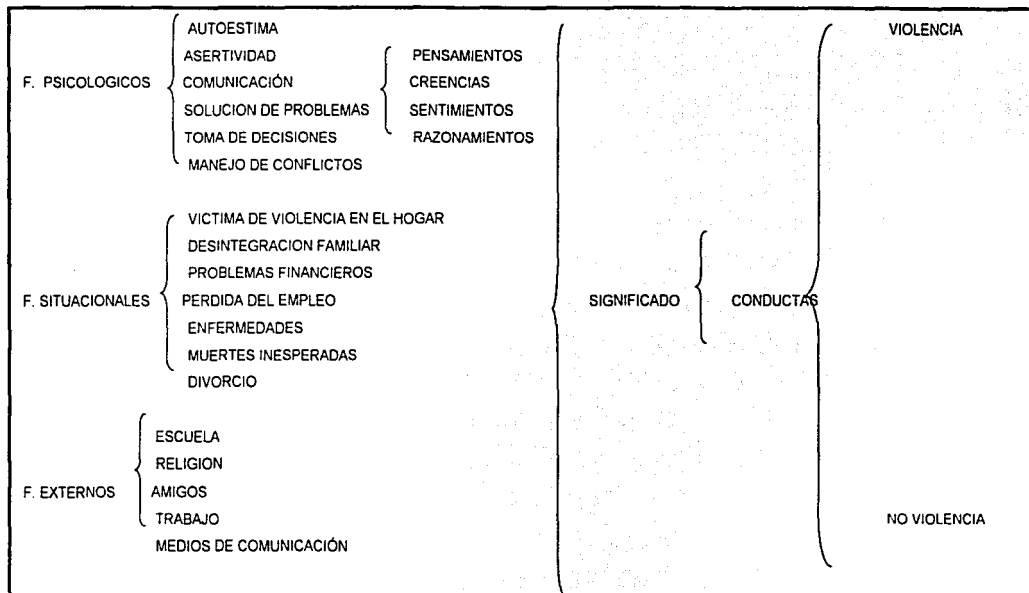 AUTOESTIMA
ASERTIVIDAD
F. PSICOLOGICOS
COMUNICACIÓN
SOLUCION DE PROBLEMAS
TOMA DE DECISIONES
MANEJO DE CONFLICTOS
PENSAMIENTOS
CREENCIAS
SENTIMIENTOS
RAZONAMIENTOS
VICTIMA DE VIOLENCIA EN EL HOGAR
DESINTEGRACION FAMILIAR
PROBLEMAS FINANCIEROS
F. SITUACIONALES
PERDIDA DEL EMPLEO
ENFERMEDADES
MUERTES INESPERADAS
DIVORCIO
ESCUELA
RELIGION
F. EXTERNOS
AMIGOS
TRABAJO
MEDIOS DE COMUNICACIÓN
SIGNIFICADO
CONDUCTAS
VIOLENCIA
NO VIOLENCIA